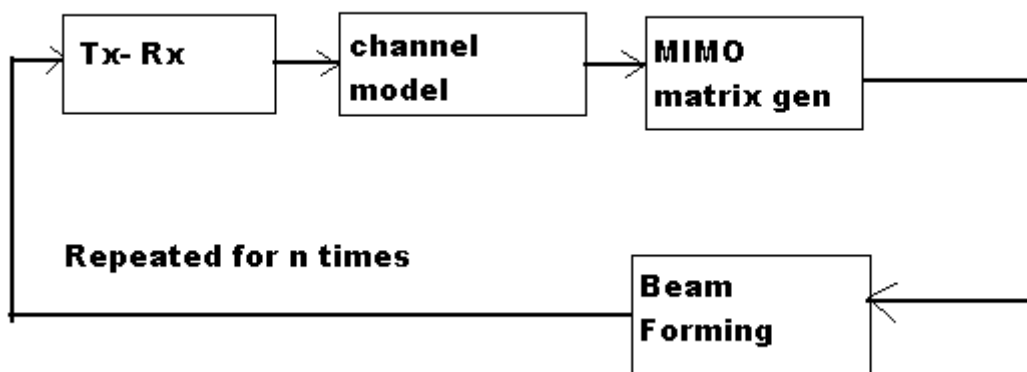 Tx- Rx
channel
model
MIMO
matrix gen
Repeated for n times
Beam
Forming